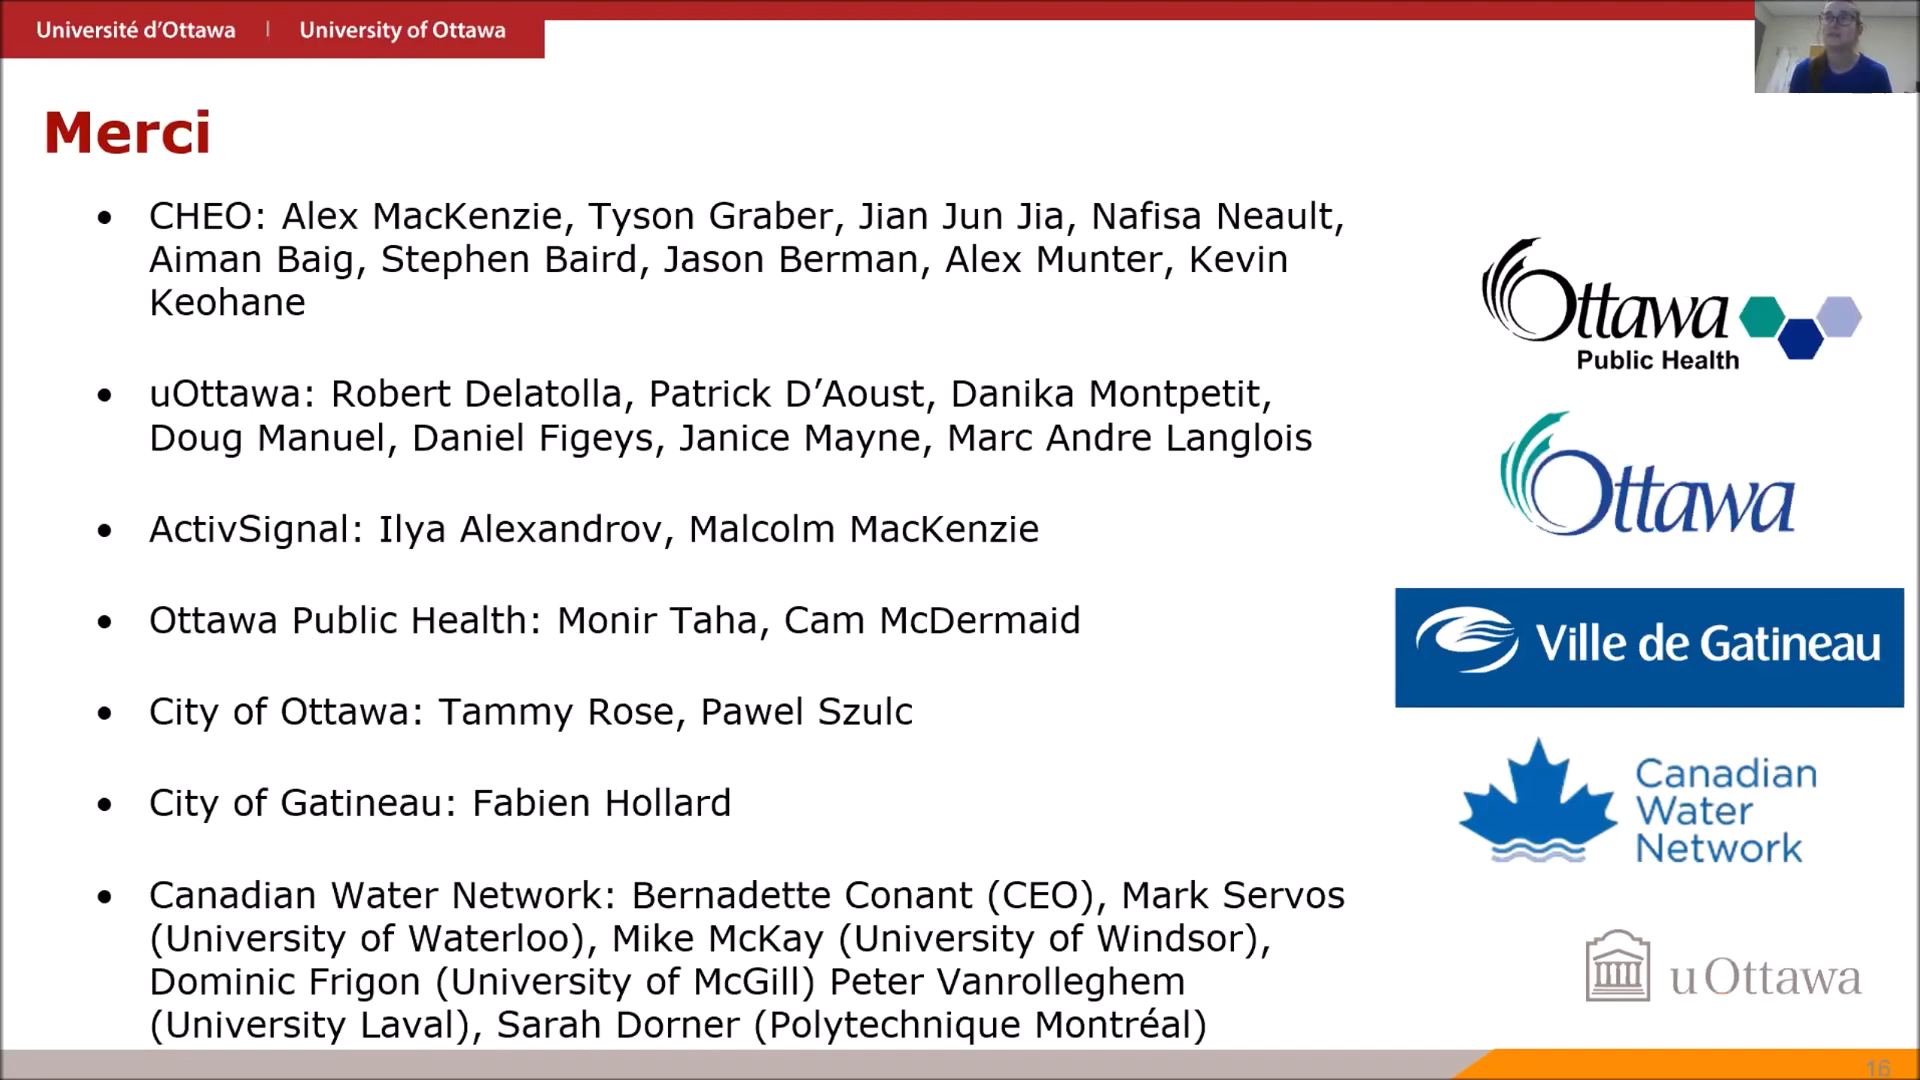 Université d'Ottawa | University of Ottawa
Merci
• CHEO: Alex MacKenzie, Tyson Graber, Jian Jun Jia, Nafisa Neault,
Aiman Baig, Stephen Baird, Jason Berman, Alex Munter, Kevin
Keohane
• uOttawa: Robert Delatolla, Patrick D’Aoust, Danika Montpetit,
Doug Manuel, Daniel Figeys, Janice Mayne, Marc Andre Langlois
• ActivSignal: Ilya Alexandrov, Malcolm MacKenzie
• Ottawa Public Health: Monir Taha, Cam McDermaid
• City of Ottawa: Tammy Rose, Pawel Szulc
• City of Gatineau: Fabien Hollard
• Canadian Water Network: Bernadette Conant (CEO), Mark Servos
(University of Waterloo), Mike McKay (University of Windsor),
Dominic Frigon (University of McGill) Peter Vanrolleghem
(University Laval), Sarah Dorner (Polytechnique Montréal)
Ottawa
Public Health
Ottawa
Ville de Gatineau
Canadian
Water
Network
uOttawa
16